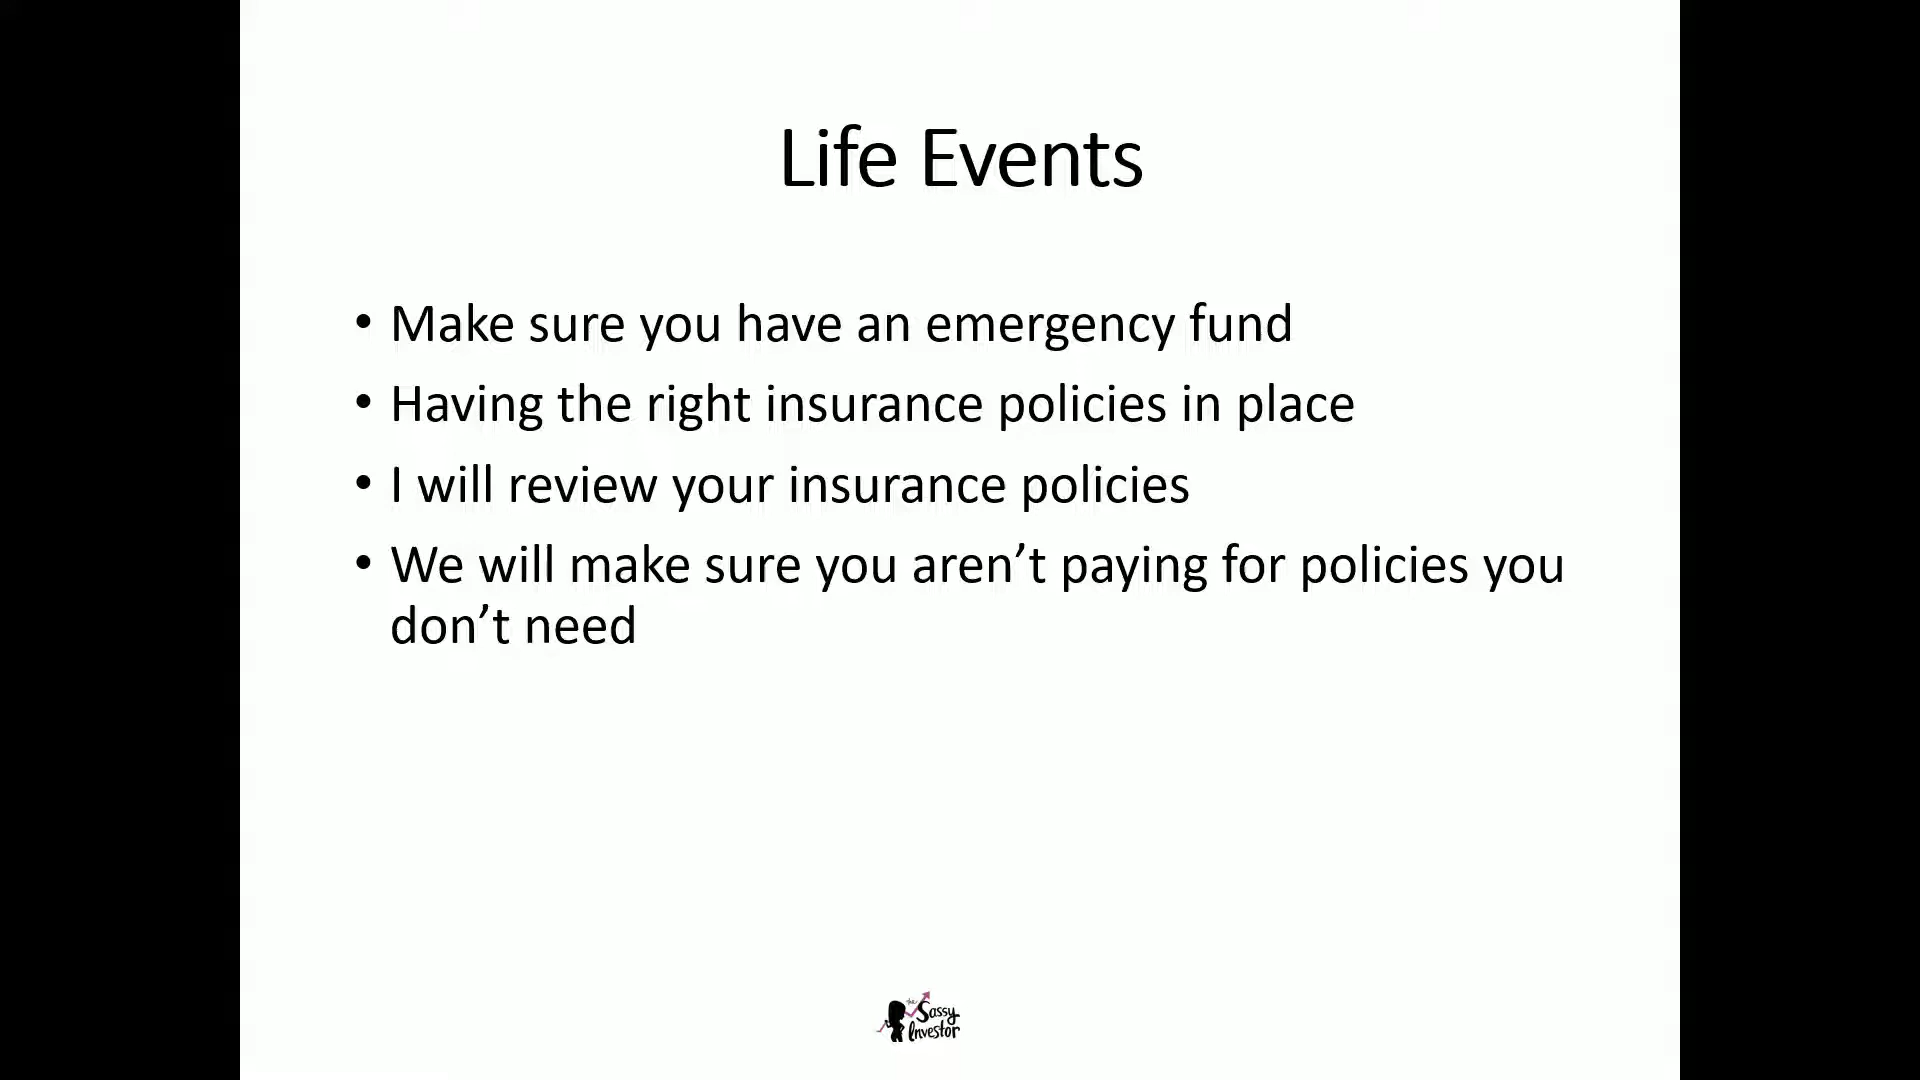 Life Events
• Make sure you have an emergency fund
• Having the right insurance policies in place
• I will review your insurance policies
• We will make sure you aren’t paying for policies you
don’t need
the
Sassy
Investor